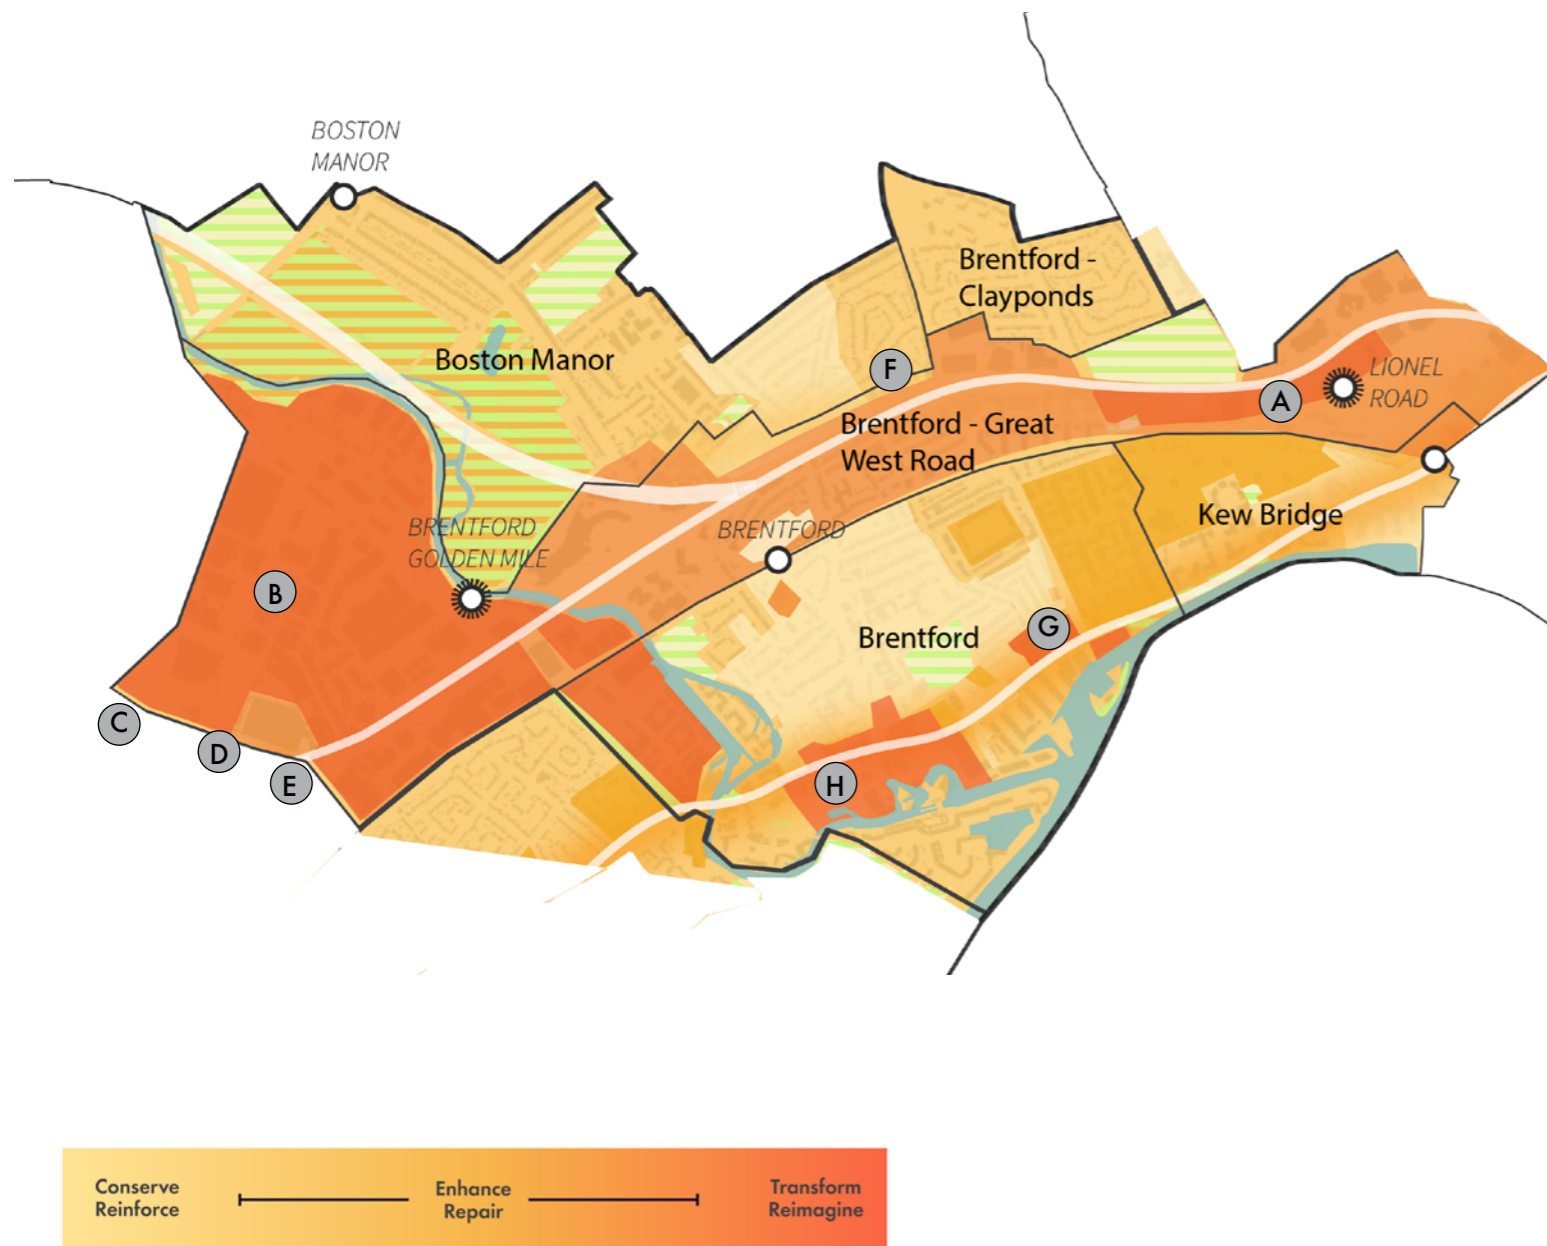 BOSTON
MANOR
Brentford -
Clayponds
Boston Manor
F
LIONEL
ROAD
A
Brentford - Great
West Road
Kew Bridge
BRENTFORD
GOLDEN MILE
BRENTFORD
B
G
Brentford
C
D
E
H
Conserve
Reinforce
Enhance
Repair
Transform
Reimagine